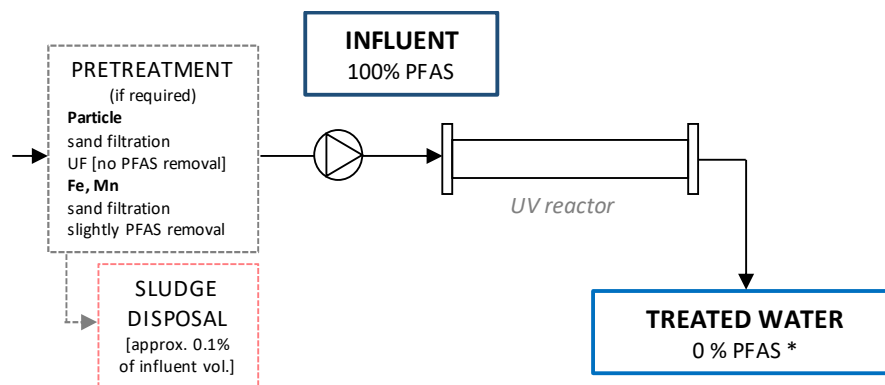 INFLUENT
100% PFAS
PRETREATMENT
(if required)
Particle
sand filtration
UF [no PFAS removal]
Fe, Mn
sand filtration
slightly PFAS removal
UV reactor
SLUDGE
DISPOSAL
[approx. 0.1%
of influent vol.]
TREATED WATER
0 % PFAS *